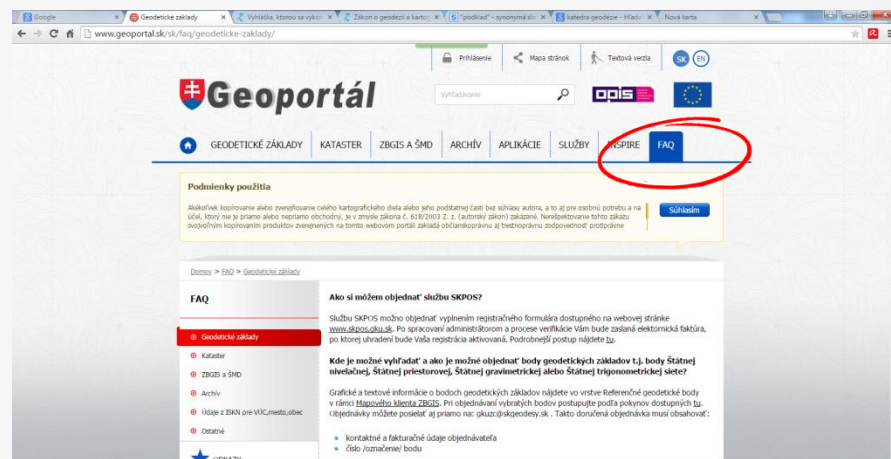 Google
Geodetické základy
Vyhláška, ktorou sa vykon
Zákon o geodézii a kartog
"podklad" - synonymá slo
katedra geodézie - Hľada
Nová karta
www.geoportal.sk/sk/faq/geodeticke-zaklady/
Prihlásenie
Mapa stránok
Textová verzia
SK
EN
Geoportál
Vyhľadávanie
OPIS
GEODETICKÉ ZÁKLADY
KATASTER
ZBGIS A ŠMD
ARCHÍV
APLIKÁCIE
SLUŽBY
INSPIRE
FAQ
Podmienky použitia
Akékoľvek kopírovanie alebo zverejňovanie celého kartografického diela alebo jeho podstatnej časti bez súhlasu autora, a to aj pre osobnú potrebu a na
účel, ktorý nie je priamo alebo nepriamo obchodný, je v zmysle zákona č. 618/2003 Z. z. (autorský zákon) zakázané. Nerešpektovanie tohto zákazu
svojvoľným kopírovaním produktov zverejnených na tomto webovom portáli zakladá občianskoprávnu aj trestnoprávnu zodpovednosť protiprávne
Súhlasím
Domov > FAQ > Geodetické základy
FAQ
Geodetické základy
Kataster
ZBGIS a ŠMD
Archív
Údaje z ISKN pre VÚC,mesto,obec
Ostatné
ODKAZY
Ako si môžem objednať službu SKPOS?
Službu SKPOS možno objednať vyplnením registračného formulára dostupného na webovej stránke
www.skpos.gku.sk. Po spracovaní administrátorom a procese verifikácie Vám bude zaslaná elektornická faktúra,
po ktorej uhradení bude Vaša registrácia aktivovaná. Podrobnejší postup nájdete tu.
Kde je možné vyhľadať a ako je možné objednať body geodetických základov t.j. body Štátnej
nivelačnej, Štátnej priestorovej, Štátnej gravimetrickej alebo Štátnej trigonometrickej siete?
Grafické a textové informácie o bodoch geodetických základov nájdete vo vrstve Referenčné geodetické body
v rámci Mapového klienta ZBGIS. Pri objednávaní vybratých bodov postupujte podľa pokynov dostupných tu.
Objednávky môžete posielať aj priamo na: gkuzc@skgeodesy.sk . Takto doručená objednávka musí obsahovať:
kontaktné a fakturačné údaje objednávateľa
číslo /označenie/ bodu